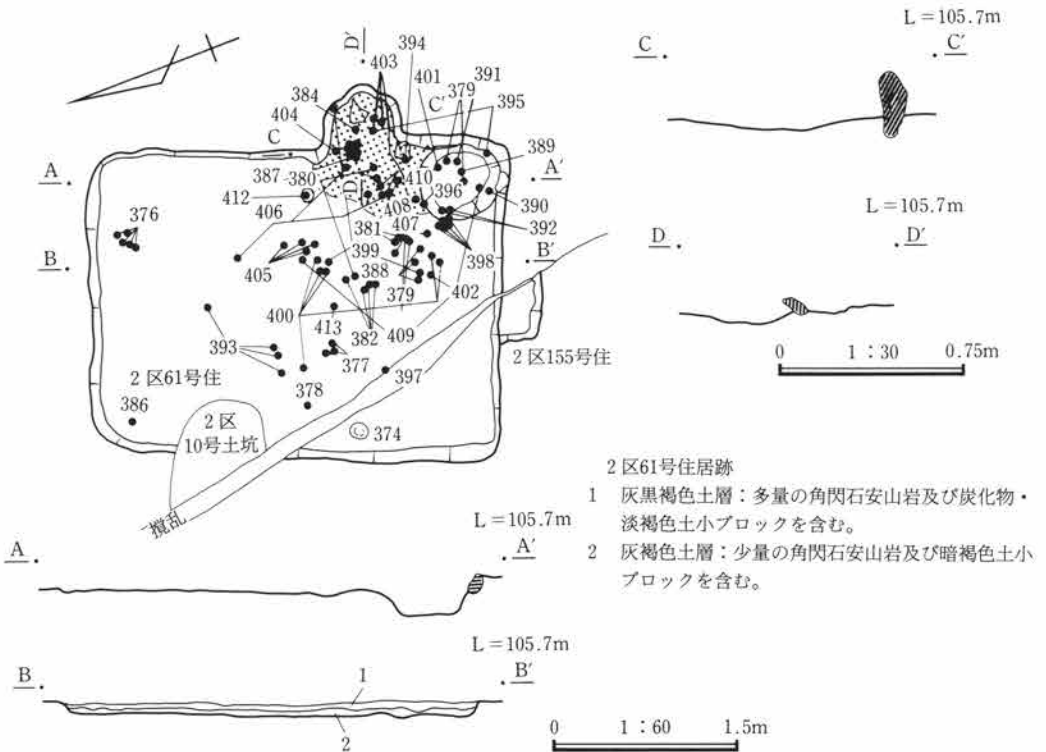 L＝105.7m
C
C′
D′
394
403
401
379
391
384
C′
395
404
C
389
A
387
380
D
410
A′
412
396
390
406
408
376
407
392
381
B
399
398
B′
405
388
379
402
400
413
382
409
393
377
2区155号住
2区61号住
378
397
386
2区
10号土坑
374
攪乱
L＝105.7m
D
D′
0
1：30
0.75m
2区61号住居跡
1　灰黒褐色土層：多量の角閃石安山岩及び炭化物・
淡褐色土小ブロックを含む。
2　灰褐色土層：少量の角閃石安山岩及び暗褐色土小
ブロックを含む。
L＝105.7m
A
A′
L＝105.7m
B
1
B′
2
0
1：60
1.5m